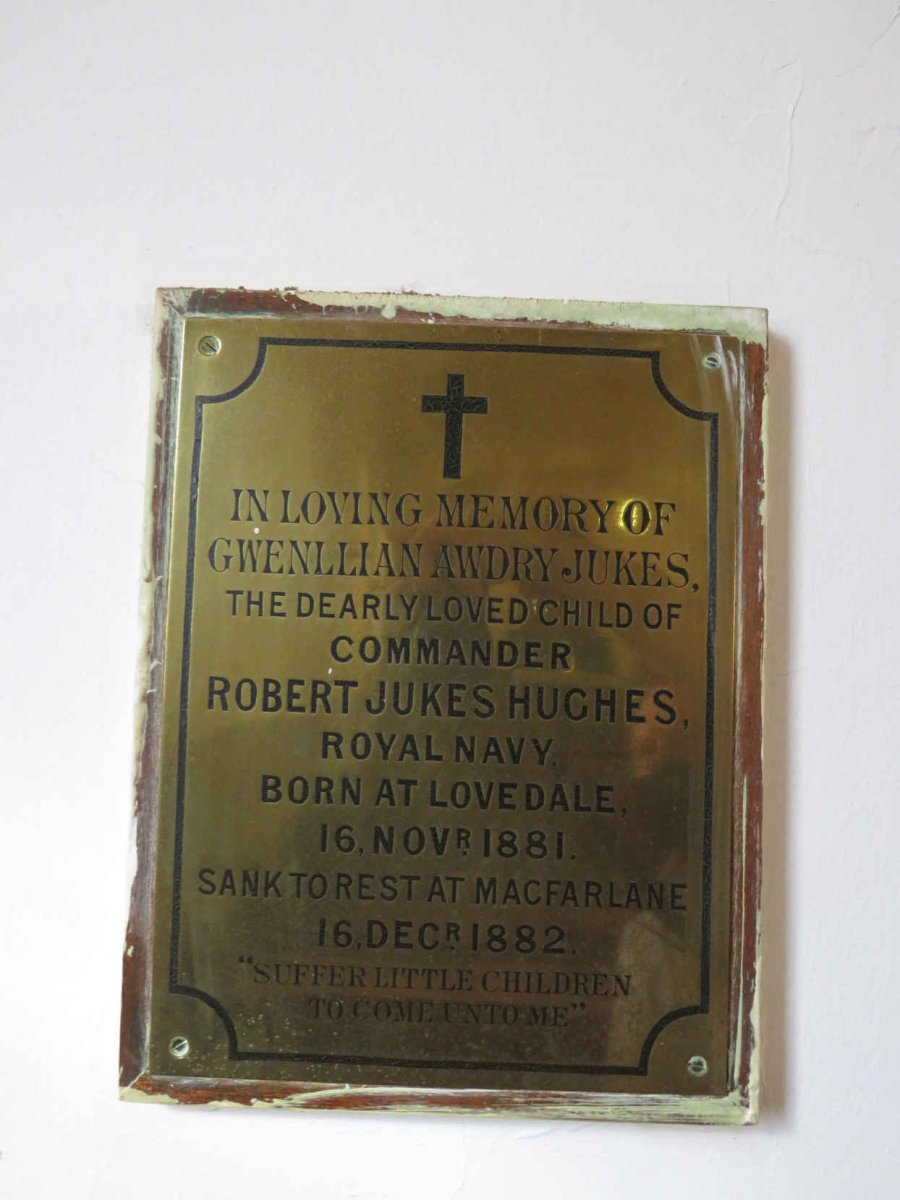 IN LOVING MEMORY OF
GWENLLIAN AWDRY JUKES,
THE DEARLY LOVED CHILD OF
COMMANDER
ROBERT JUKES HUGHES,
ROYAL NAVY.
BORN AT LOVEDALE,
16, NOVR. 1881.
SANK TO REST AT MACFARLANE
16, DECR. 1882.
"SUFFER LITTLE CHILDREN
TO COME UNTO ME"